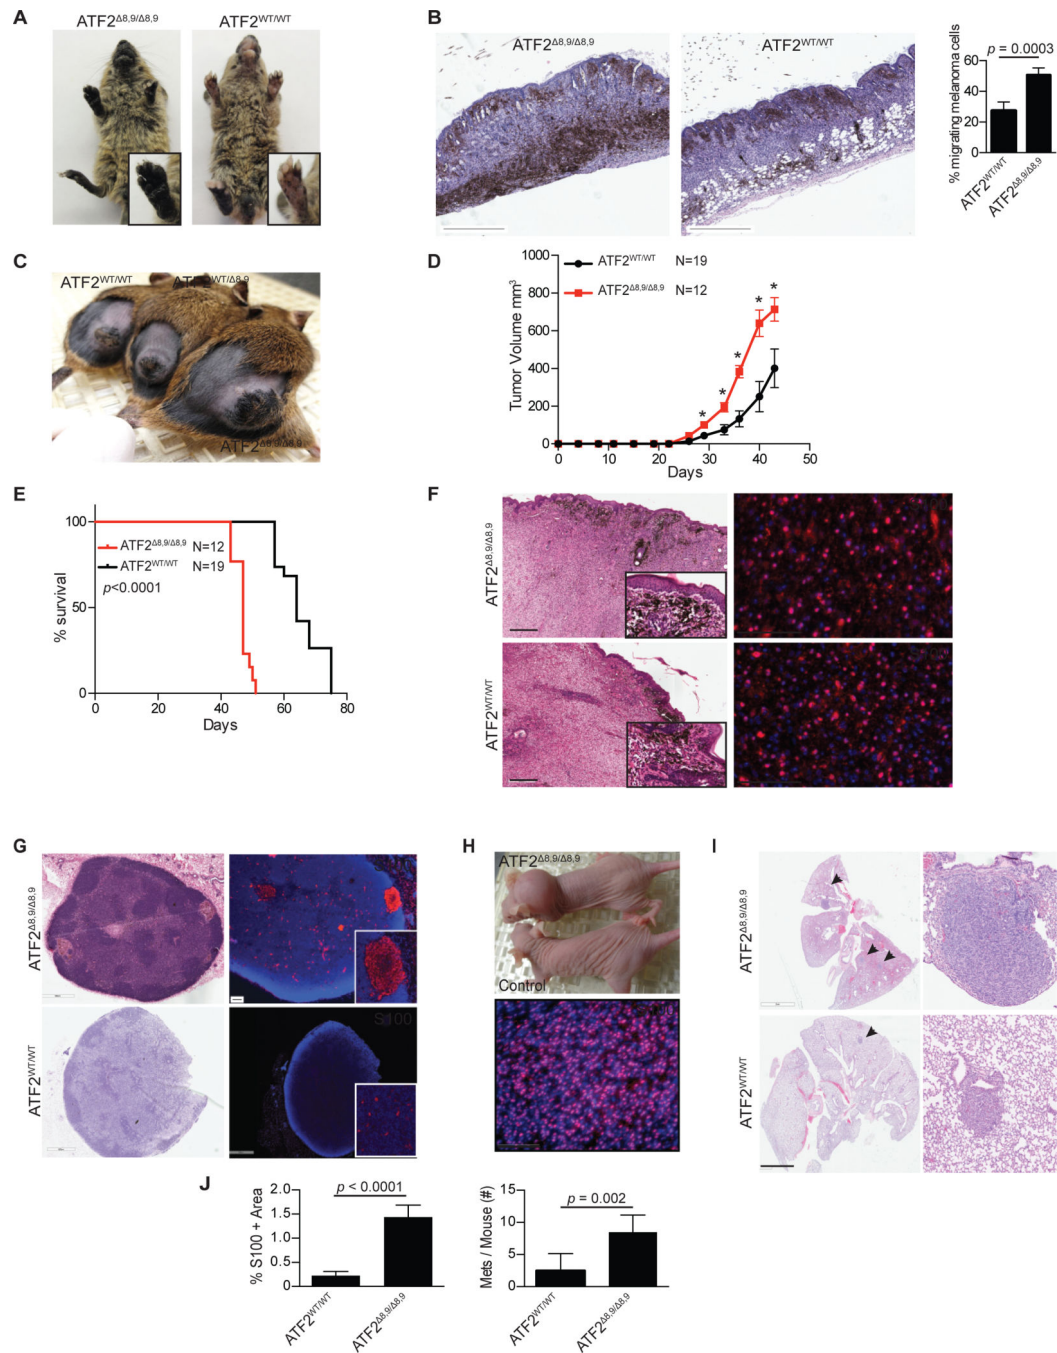 A
ATF2Δ8,9/Δ8,9
ATF2WT/WT
B
ATF2Δ8,9/Δ8,9
ATF2WT/WT
% migrating melanoma cells
p = 0.0003
60
40
20
0
ATF2WT/WT
ATF2Δ8,9/Δ8,9
C
ATF2WT/WT
ATF2WT/Δ8,9
ATF2Δ8,9/Δ8,9
D
Tumor Volume mm3
1000
800
600
400
200
0
ATF2WT/WT N=19
ATF2Δ8,9/Δ8,9 N=12
* * * * *
0 10 20 30 40 50
Days
E
% survival
100
50
0
ATF2Δ8,9/Δ8,9 N=12
ATF2WT/WT N=19
p<0.0001
0 20 40 60 80
Days
F
ATF2Δ8,9/Δ8,9
ATF2WT/WT
G
ATF2Δ8,9/Δ8,9
ATF2WT/WT
S100
H
ATF2Δ8,9/Δ8,9
Control
I
ATF2Δ8,9/Δ8,9
ATF2WT/WT
J
% S100 + Area
2.0
1.5
1.0
0.5
0
p < 0.0001
ATF2WT/WT
ATF2Δ8,9/Δ8,9
Mets / Mouse (#)
15
10
5
0
p = 0.002
ATF2WT/WT
ATF2Δ8,9/Δ8,9